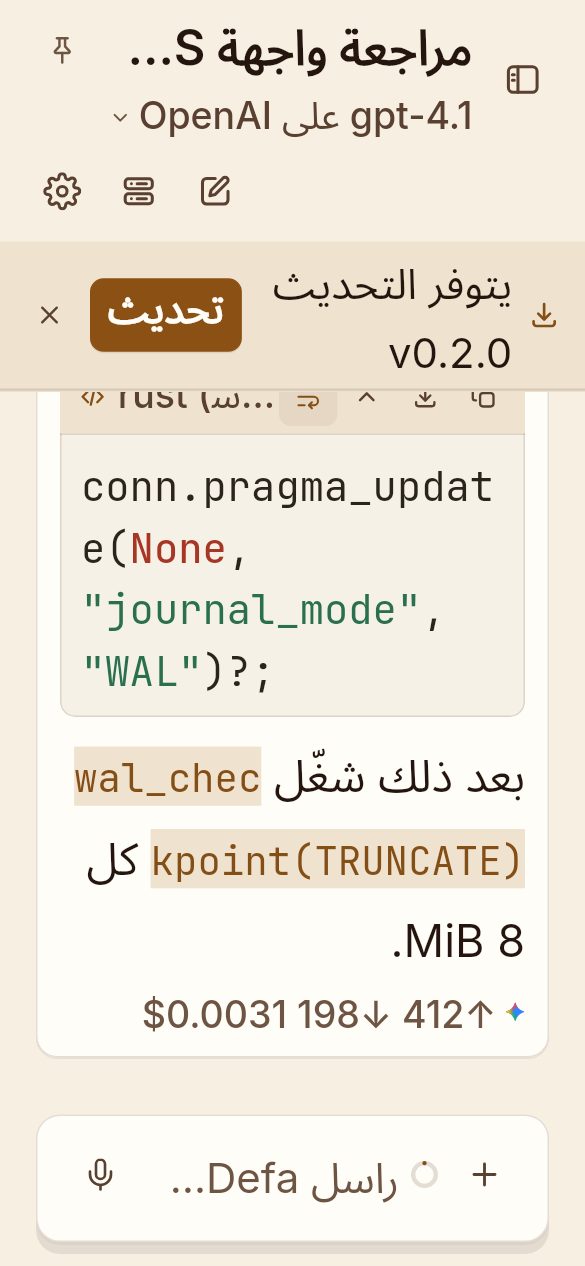 مراجعة واجهة S...
gpt-4.1 على OpenAI
يتوفر التحديث
v0.2.0
تحديث
conn.pragma_updat
e(None,
"journal_mode",
"WAL")?;
بعد ذلك شغّل wal_chec
kpoint(TRUNCATE) كل
8 MiB.
↑412 ↓198 $0.0031
راسل Defa...